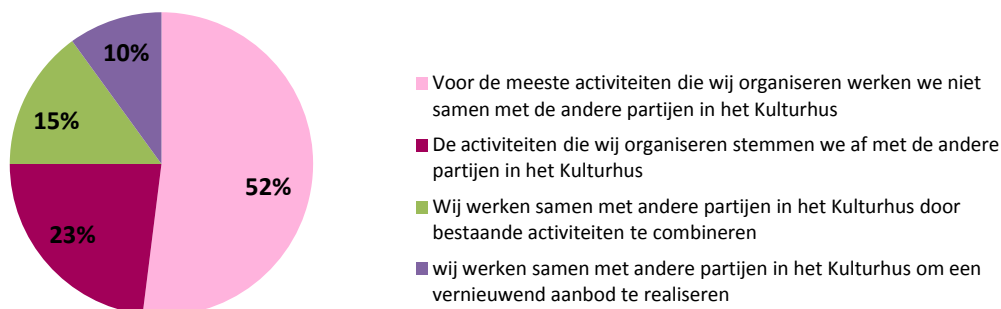 10%
15%
52%
23%
Voor de meeste activiteiten die wij organiseren werken we niet
samen met de andere partijen in het Kulturhus
De activiteiten die wij organiseren stemmen we af met de andere
partijen in het Kulturhus
Wij werken samen met andere partijen in het Kulturhus door
bestaande activiteiten te combineren
wij werken samen met andere partijen in het Kulturhus om een
vernieuwend aanbod te realiseren